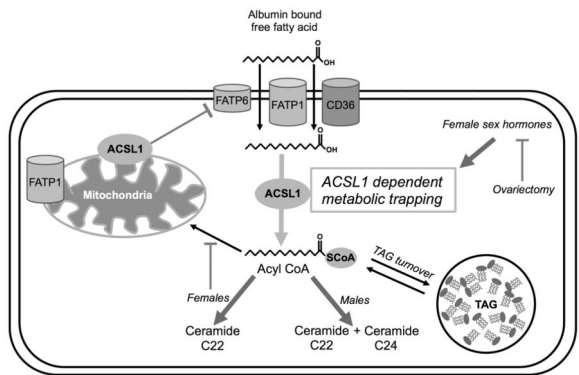 Albumin bound
free fatty acid
O
OH
FATP6
FATP1
CD36
O
OH
Female sex hormones
ACSL1
FATP1
Mitochondria
ACSL1
ACSL1 dependent
metabolic trapping
Ovariectomy
O
SCoA
Acyl CoA
TAG turnover
TAG
Females
Males
Ceramide
C22
Ceramide + Ceramide
C22 C24